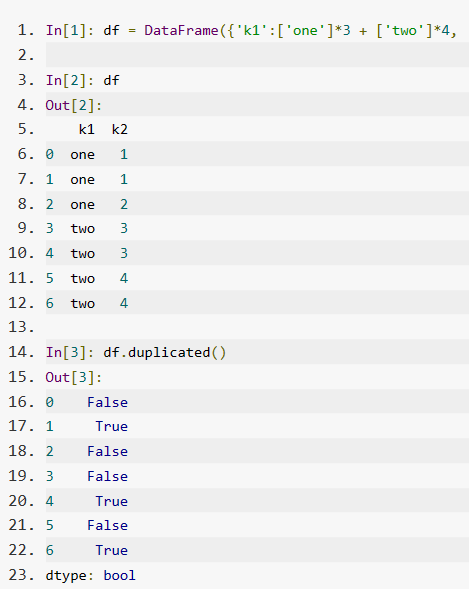 1. In[1]: df = DataFrame({'k1':['one']*3 + ['two']*4,
2.
3. In[2]: df
4. Out[2]:
5.     k1  k2
6. 0  one   1
7. 1  one   1
8. 2  one   2
9. 3  two   3
10. 4  two   3
11. 5  two   4
12. 6  two   4
13.
14. In[3]: df.duplicated()
15. Out[3]:
16. 0    False
17. 1     True
18. 2    False
19. 3    False
20. 4     True
21. 5    False
22. 6     True
23. dtype: bool